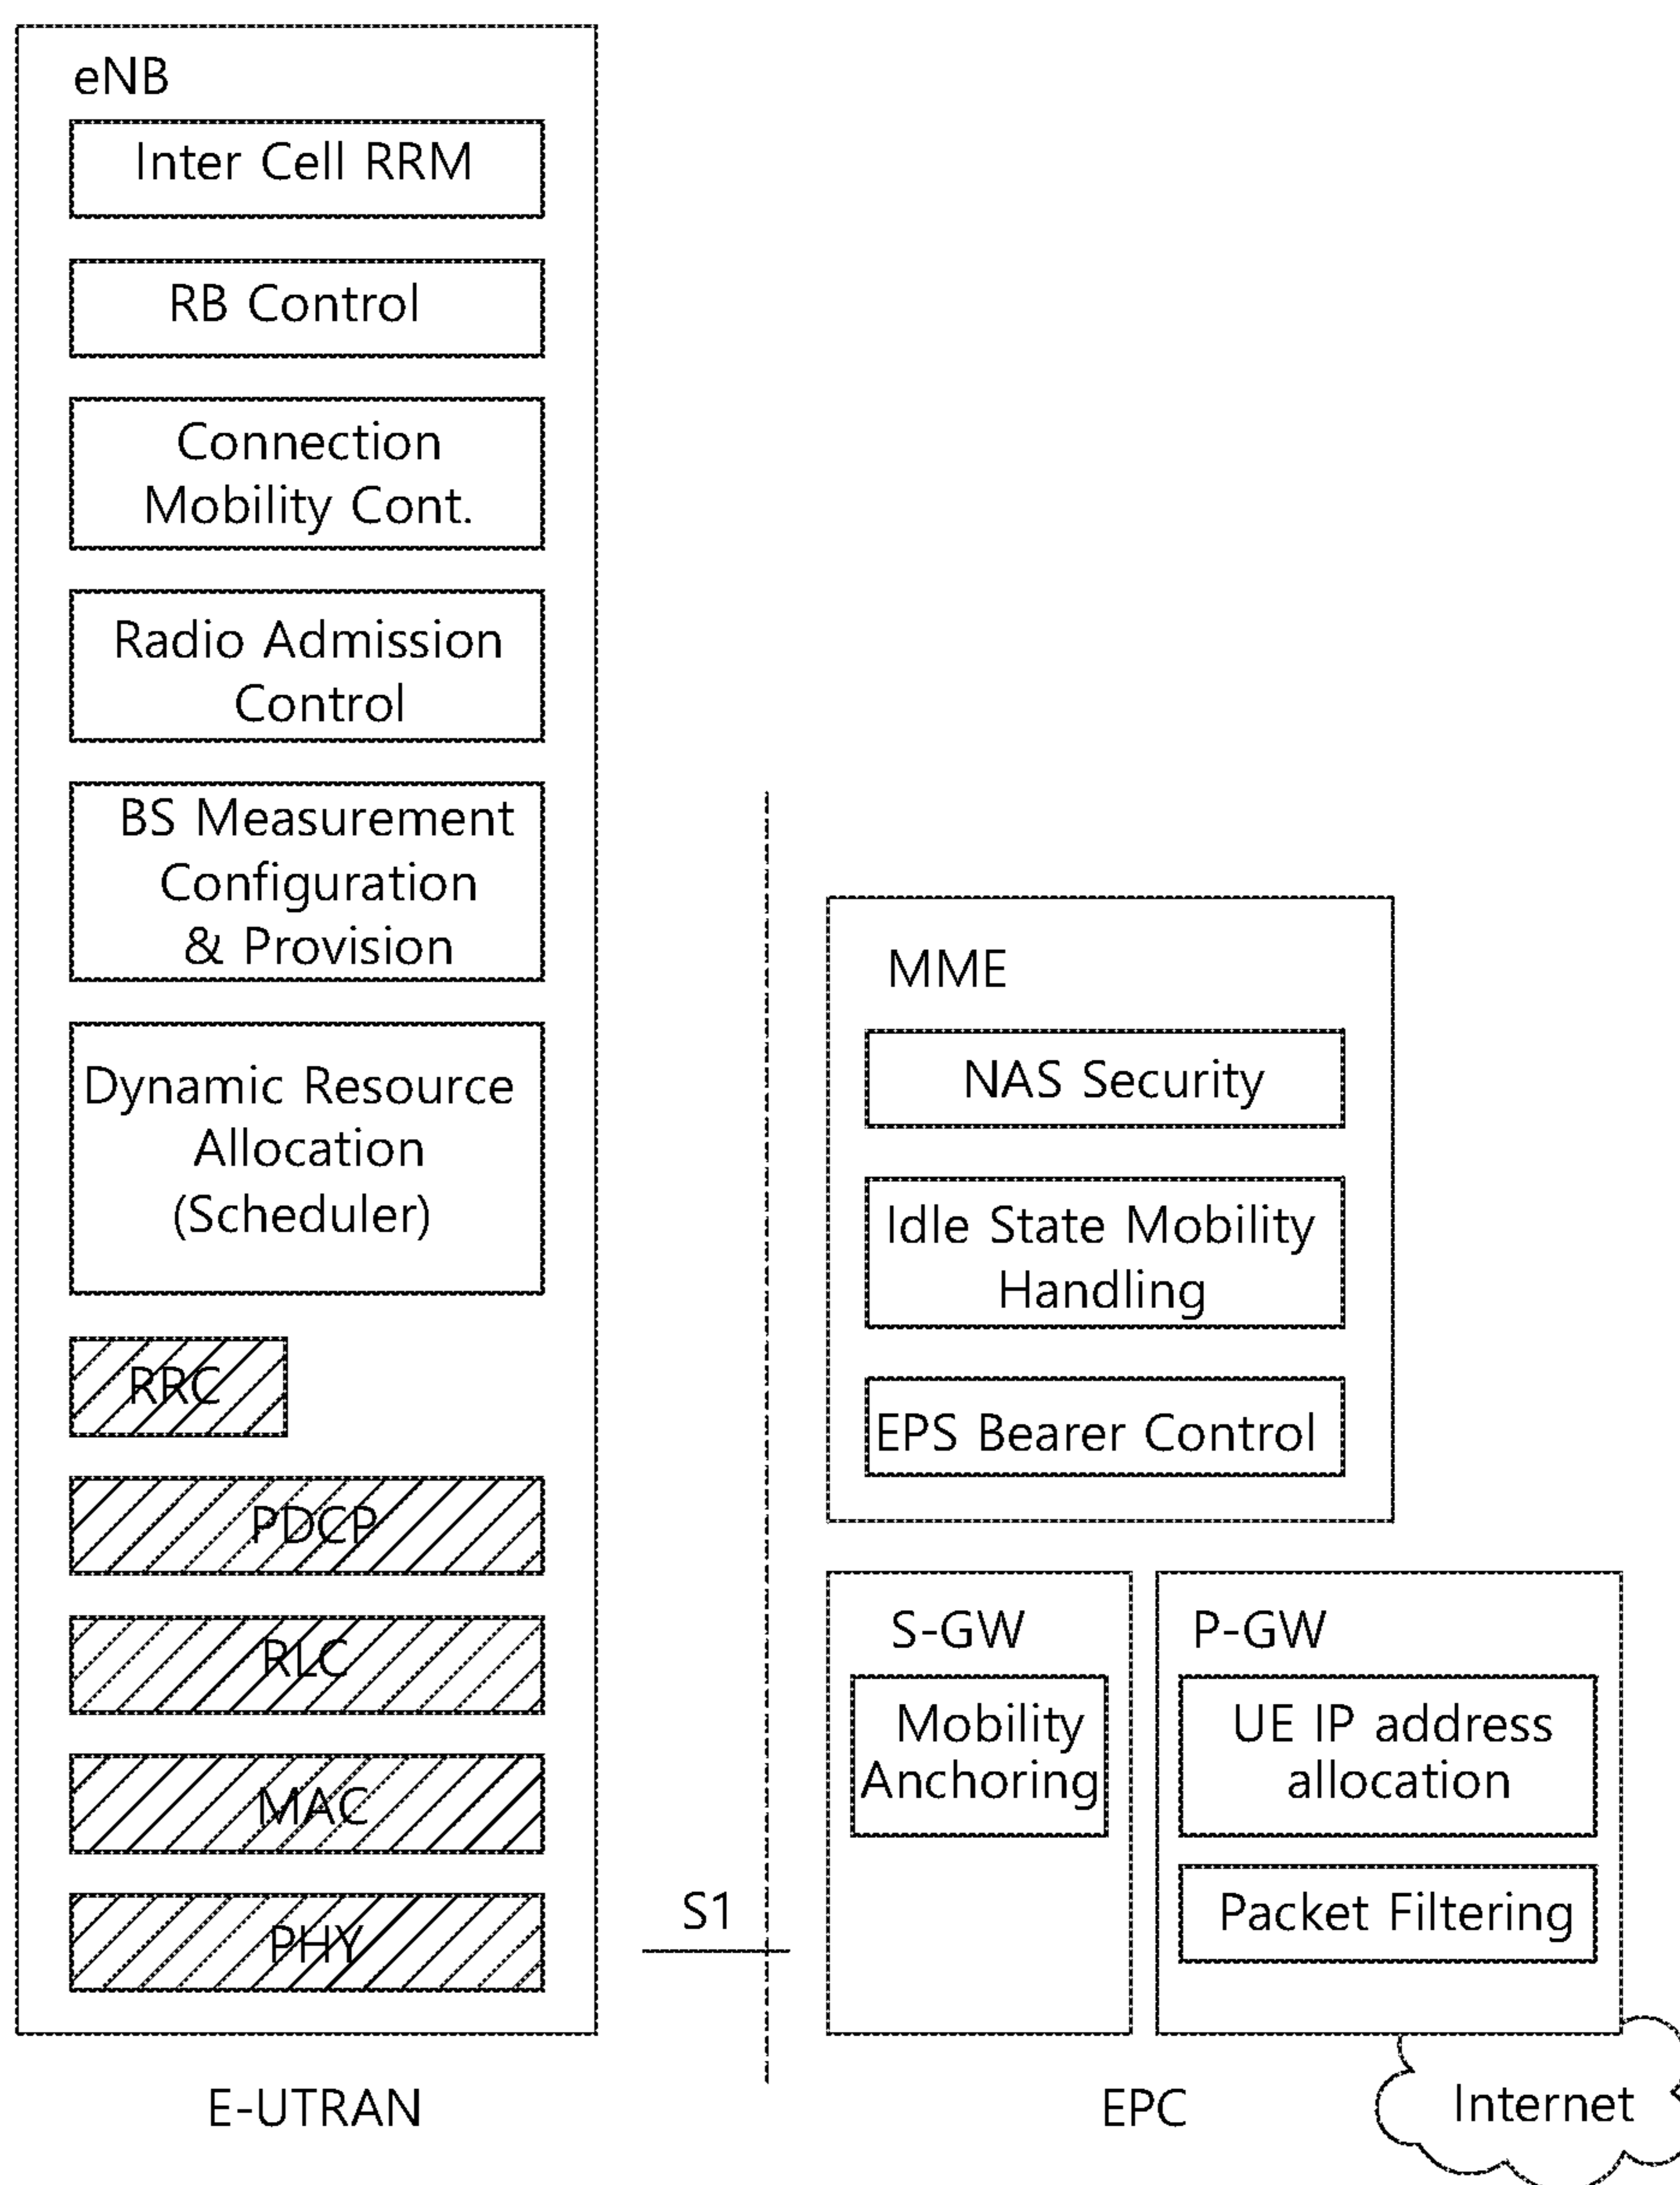 eNB
Inter Cell RRM
RB Control
Connection
Mobility Cont.
Radio Admission
Control
BS Measurement
Configuration
& Provision
Dynamic Resource
Allocation
(Scheduler)
RRC
PDCP
RLC
MAC
PHY
S1
MME
NAS Security
Idle State Mobility
Handling
EPS Bearer Control
S-GW
Mobility
Anchoring
P-GW
UE IP address
allocation
Packet Filtering
E-UTRAN
EPC
Internet